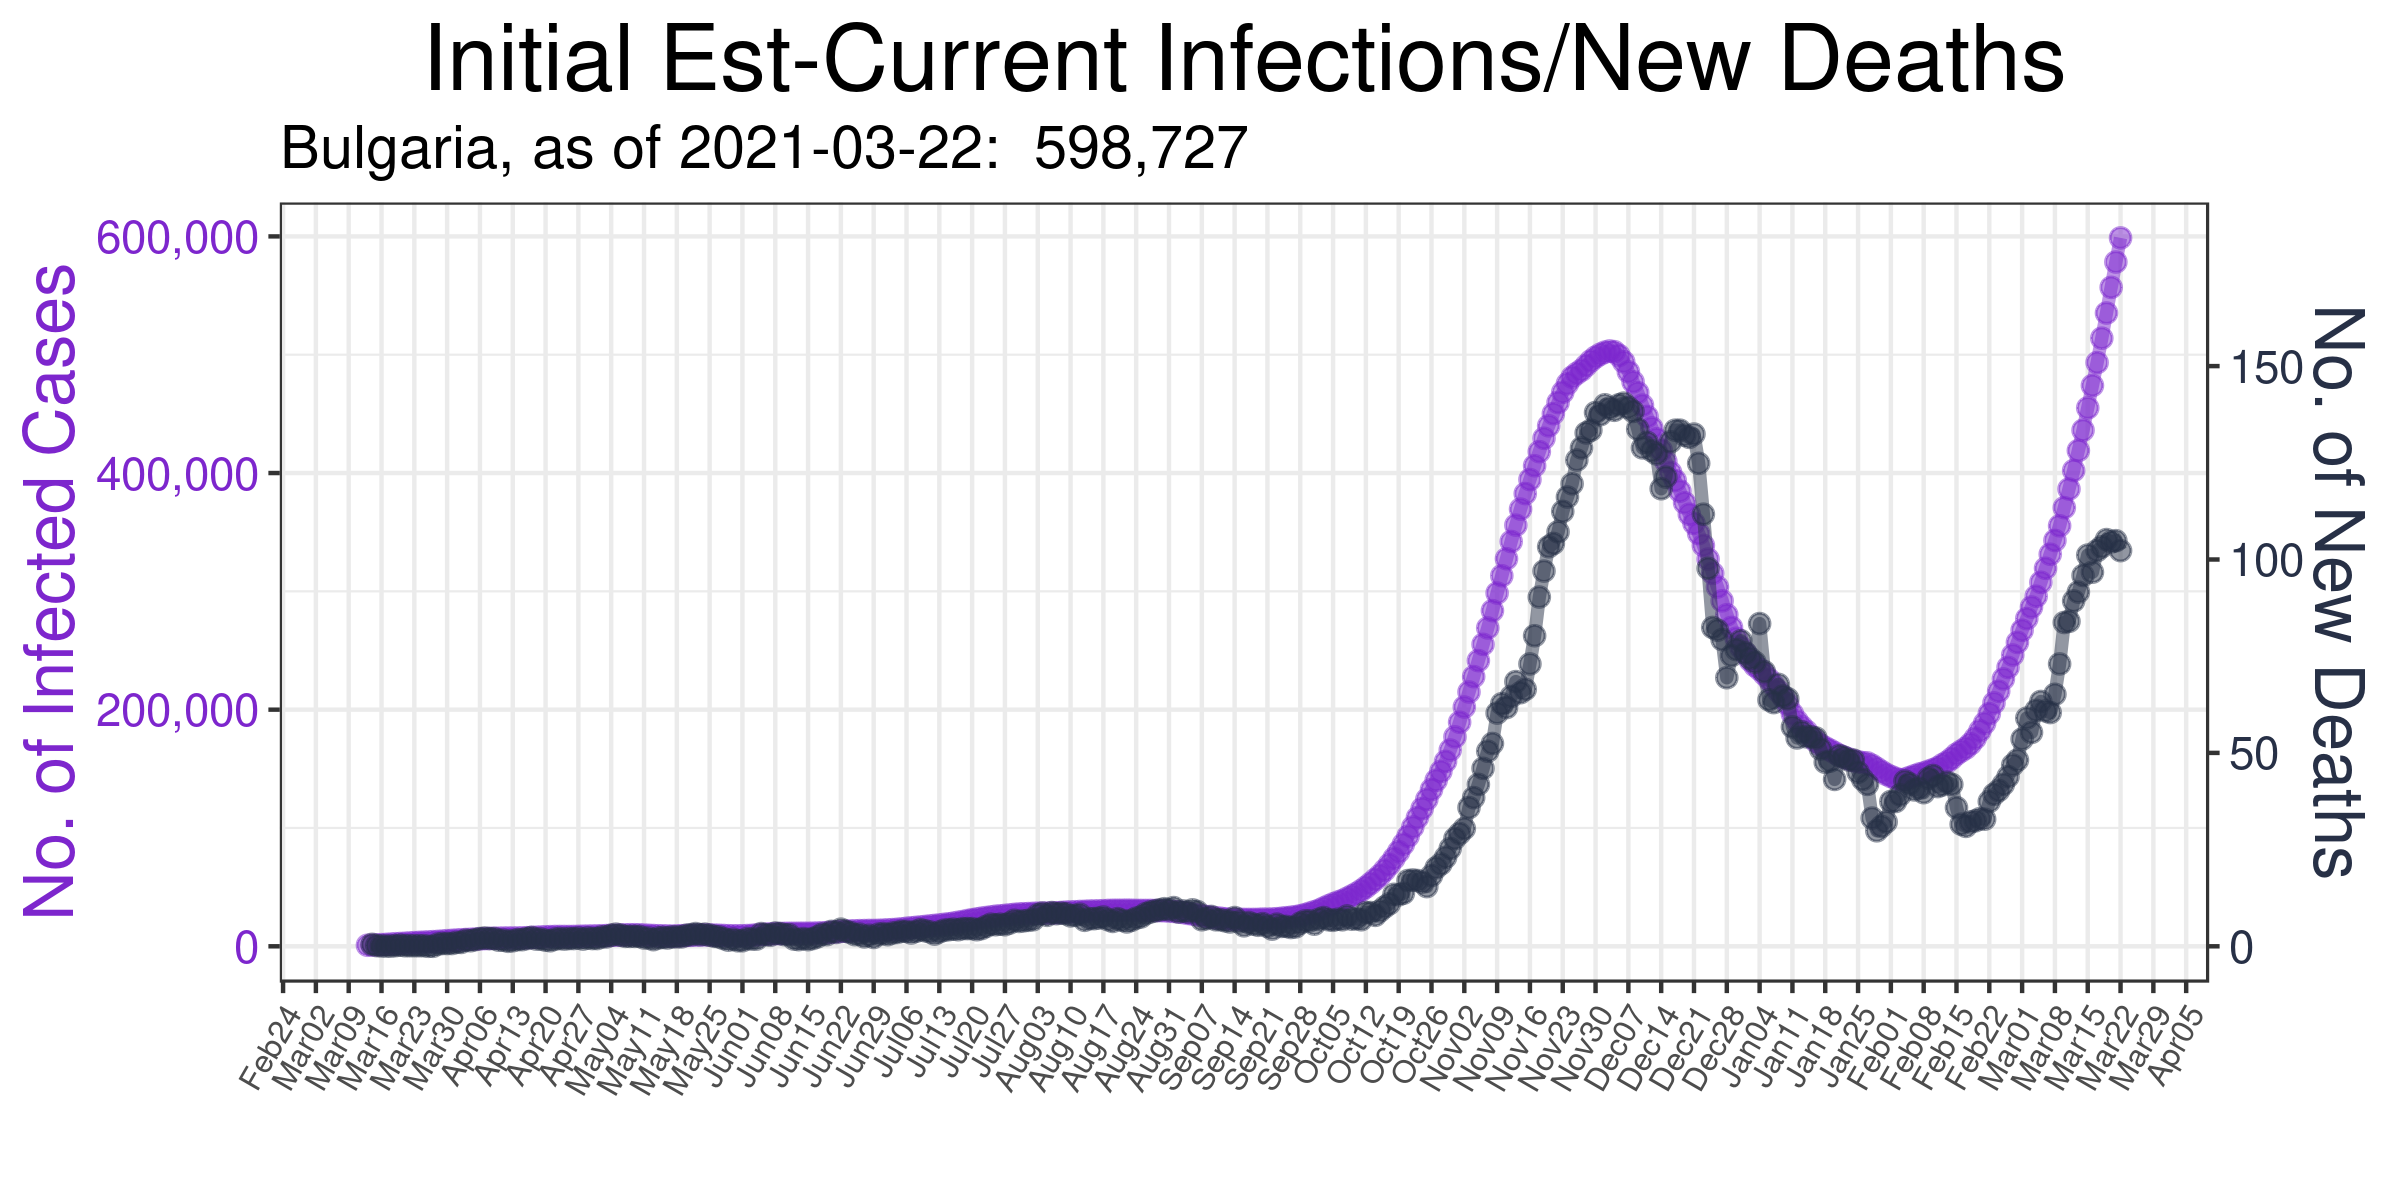 Initial Est-Current Infections/New Deaths
Bulgaria, as of 2021-03-22:  598,727
No. of Infected Cases
600,000
400,000
200,000
0
150
100
50
0
No. of New Deaths
Feb24
Mar02
Mar09
Mar16
Mar23
Mar30
Apr06
Apr13
Apr20
Apr27
May04
May11
May18
May25
Jun01
Jun08
Jun15
Jun22
Jun29
Jul06
Jul13
Jul20
Jul27
Aug03
Aug10
Aug17
Aug24
Aug31
Sep07
Sep14
Sep21
Sep28
Oct05
Oct12
Oct19
Oct26
Nov02
Nov09
Nov16
Nov23
Nov30
Dec07
Dec14
Dec21
Dec28
Jan04
Jan11
Jan18
Jan25
Feb01
Feb08
Feb15
Feb22
Mar01
Mar08
Mar15
Mar22
Mar29
Apr05